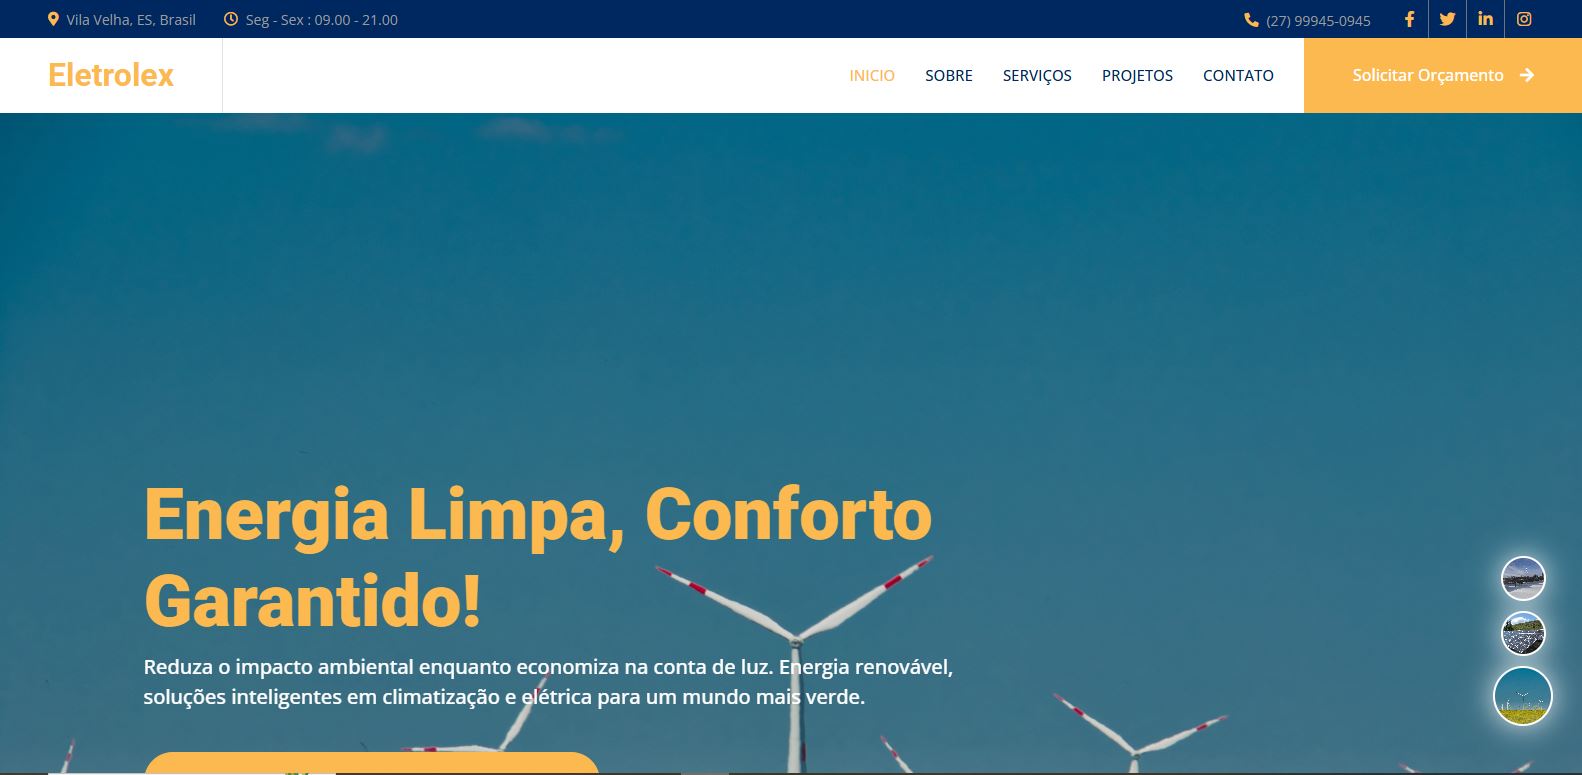 Vila Velha, ES, Brasil
Seg - Sex : 09.00 - 21.00
(27) 99945-0945
Eletrolex
INICIO
SOBRE
SERVIÇOS
PROJETOS
CONTATO
Solicitar Orçamento
Energia Limpa, Conforto
Garantido!
Reduza o impacto ambiental enquanto economiza na conta de luz. Energia renovável,
soluções inteligentes em climatização e elétrica para um mundo mais verde.